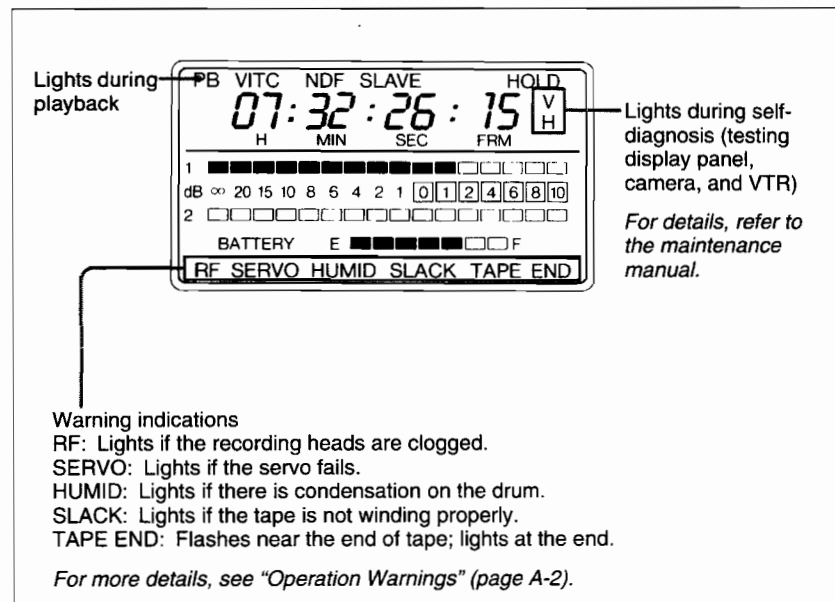 Lights during playback
PB VITC NDF SLAVE HOLD
07:32:26:15
V
H
H MIN SEC FRM
Lights during self-
diagnosis (testing
display panel,
camera, and VTR)
For details, refer to
the maintenance
manual.
1
dB ∞ 20 15 10 8 6 4 2 1 0 1 2 4 6 8 10
2
BATTERY E F
RF SERVO HUMID SLACK TAPE END
Warning indications
RF: Lights if the recording heads are clogged.
SERVO: Lights if the servo fails.
HUMID: Lights if there is condensation on the drum.
SLACK: Lights if the tape is not winding properly.
TAPE END: Flashes near the end of tape; lights at the end.
For more details, see “Operation Warnings” (page A-2).